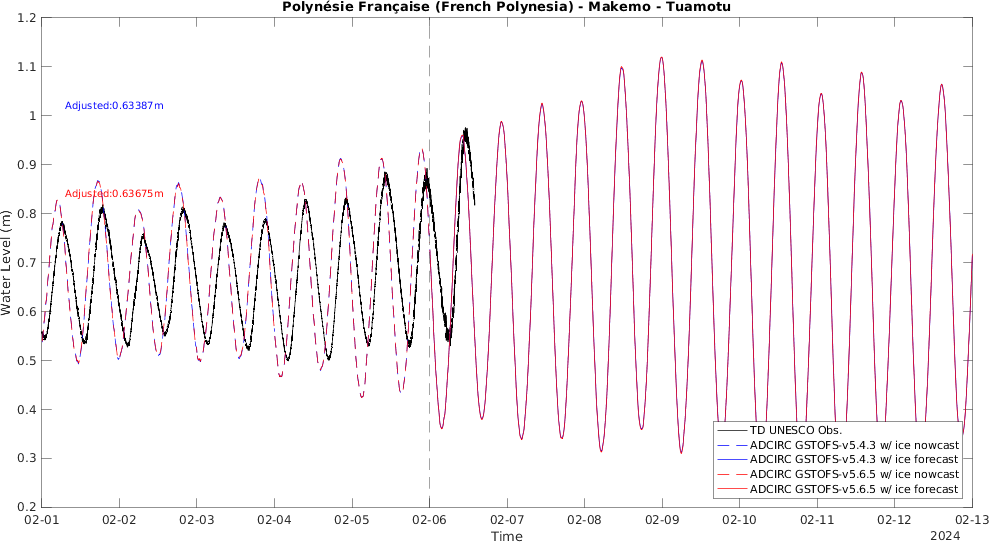 Polynésie Française (French Polynesia) - Makemo - Tuamotu
1.2
1.1
1
0.9
0.8
0.7
0.6
0.5
0.4
0.3
0.2
Water Level (m)
Adjusted:0.63387m
Adjusted:0.63675m
TD UNESCO Obs.
ADCIRC GSTOFS-v5.4.3 w/ ice nowcast
ADCIRC GSTOFS-v5.4.3 w/ ice forecast
ADCIRC GSTOFS-v5.6.5 w/ ice nowcast
ADCIRC GSTOFS-v5.6.5 w/ ice forecast
02-01 02-02 02-03 02-04 02-05 02-06 02-07 02-08 02-09 02-10 02-11 02-12 02-13
Time
2024